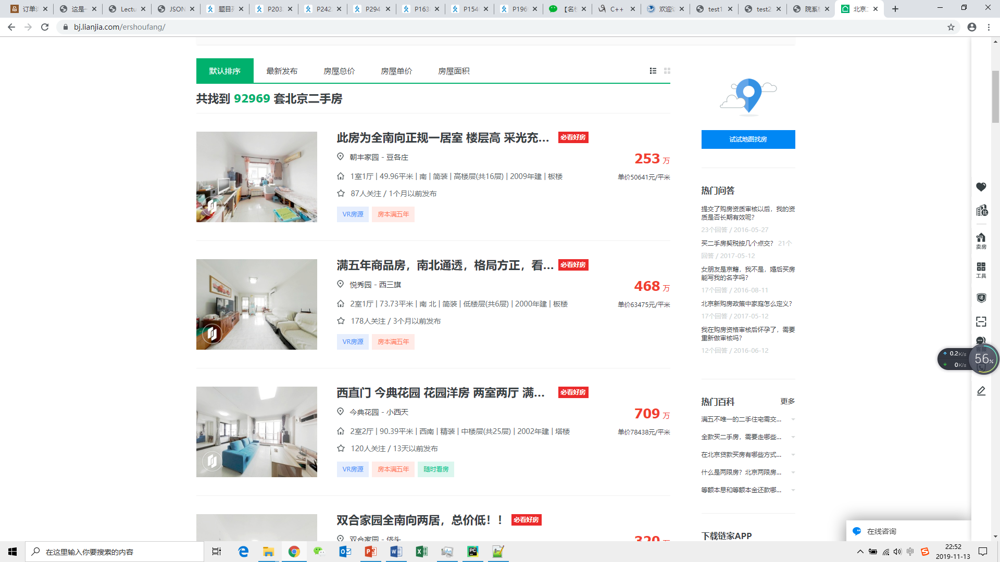 订单
这是一
Lectu
JSON
题目
P203
P242
P294
P163
P154
P196
【名
C++
欢迎
test1
test2
院系
北京二
bj.lianjia.com/ershoufang/
默认排序
最新发布
房屋总价
房屋单价
房屋面积
共找到 92969 套北京二手房
此房为全南向正规一居室 楼层高 采光充... 必看好房
朝丰家园 - 豆各庄
253 万
1室1厅 | 49.96平米 | 南 | 简装 | 高楼层(共16层) | 2009年建 | 板楼
单价50641元/平米
87人关注 / 1个月以前发布
VR房源 房本满五年
满五年商品房，南北通透，格局方正，看... 必看好房
悦秀园 - 西三旗
468 万
2室1厅 | 73.73平米 | 南 北 | 简装 | 低楼层(共6层) | 2000年建 | 板楼
单价63475元/平米
178人关注 / 3个月以前发布
VR房源 房本满五年
西直门 今典花园 花园洋房 两室两厅 满... 必看好房
今典花园 - 小西天
709 万
2室2厅 | 90.39平米 | 西南 | 精装 | 中楼层(共25层) | 2002年建 | 塔楼
单价78438元/平米
120人关注 / 13天以前发布
VR房源 房本满五年 随时看房
双合家园全南向两居，总价低！！ 必看好房
双合家园 - 垡头
320 万
试试地图找房
热门问答
提交了购房资质审核以后，我的资
质是否长期有效呢？
23个回答 / 2016-05-27
买二手房契税按几个点交？ 21个
回答 / 2017-05-12
女朋友是京籍，我不是，婚后买房
能写我的名字吗？
17个回答 / 2016-08-11
北京新购房政策中家庭怎么定义？
17个回答 / 2017-05-12
我在购房资格审核后怀孕了，需要
重新做审核吗？
12个回答 / 2016-06-12
热门百科 更多
满五不唯一的二手住宅需交...
全款买二手房，需要走哪些...
在北京贷款买房有哪些方式...
什么是两限房？北京两限房...
等额本息和等额本金还款哪...
下载链家APP
比
卖房
工具
诺
客服
0.2K/s
0K/s
56%
在线咨询
在这里输入你要搜索的内容
中
22:52
2019-11-13